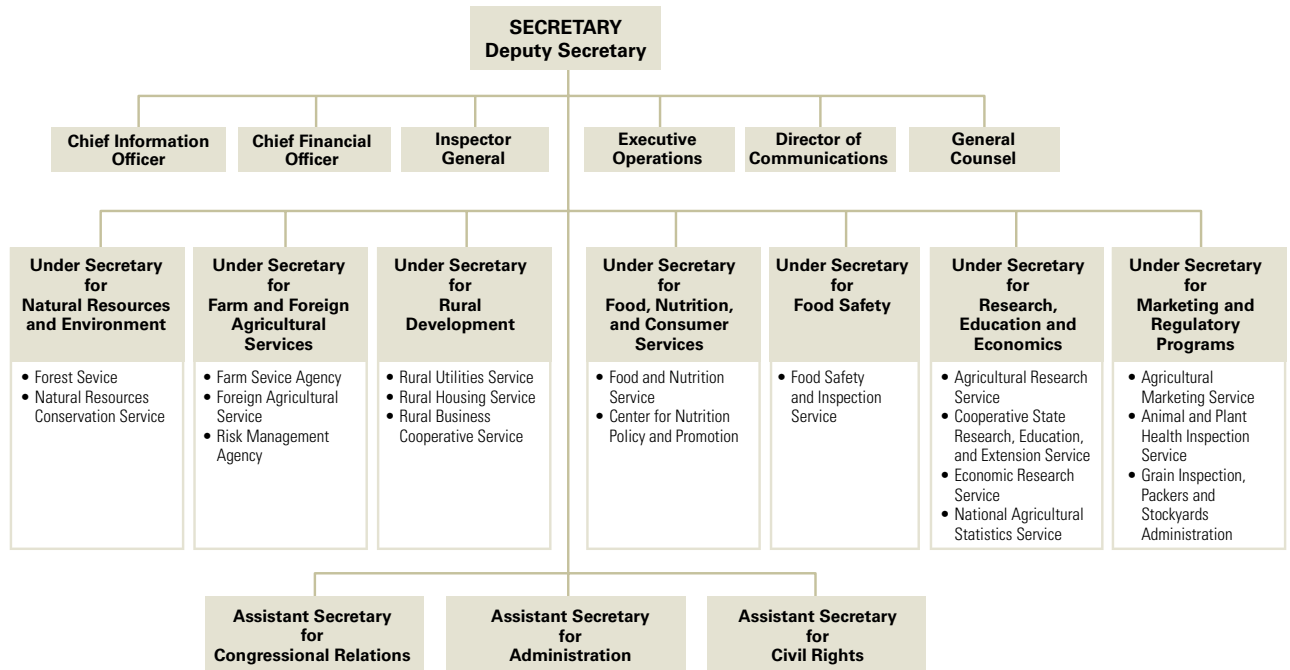 SECRETARY
Deputy Secretary
Chief Information
Officer
Chief Financial
Officer
Inspector
General
Executive
Operations
Director of
Communications
General
Counsel
Under Secretary
for
Natural Resources
and Environment
• Forest Sevice
• Natural Resources
Conservation Service
Under Secretary
for
Farm and Foreign
Agricultural
Services
• Farm Sevice Agency
• Foreign Agricultural
Service
• Risk Management
Agency
Under Secretary
for
Rural
Development
• Rural Utilities Service
• Rural Housing Service
• Rural Business
Cooperative Service
Under Secretary
for
Food, Nutrition,
and Consumer
Services
• Food and Nutrition
Service
• Center for Nutrition
Policy and Promotion
Under Secretary
for
Food Safety
• Food Safety
and Inspection
Service
Under Secretary
for
Research,
Education and
Economics
• Agricultural Research
Service
• Cooperative State
Research, Education,
and Extension Service
• Economic Research
Service
• National Agricultural
Statistics Service
Under Secretary
for
Marketing and
Regulatory
Programs
• Agricultural
Marketing Service
• Animal and Plant
Health Inspection
Service
• Grain Inspection,
Packers and
Stockyards
Administration
Assistant Secretary
for
Congressional Relations
Assistant Secretary
for
Administration
Assistant Secretary
for
Civil Rights